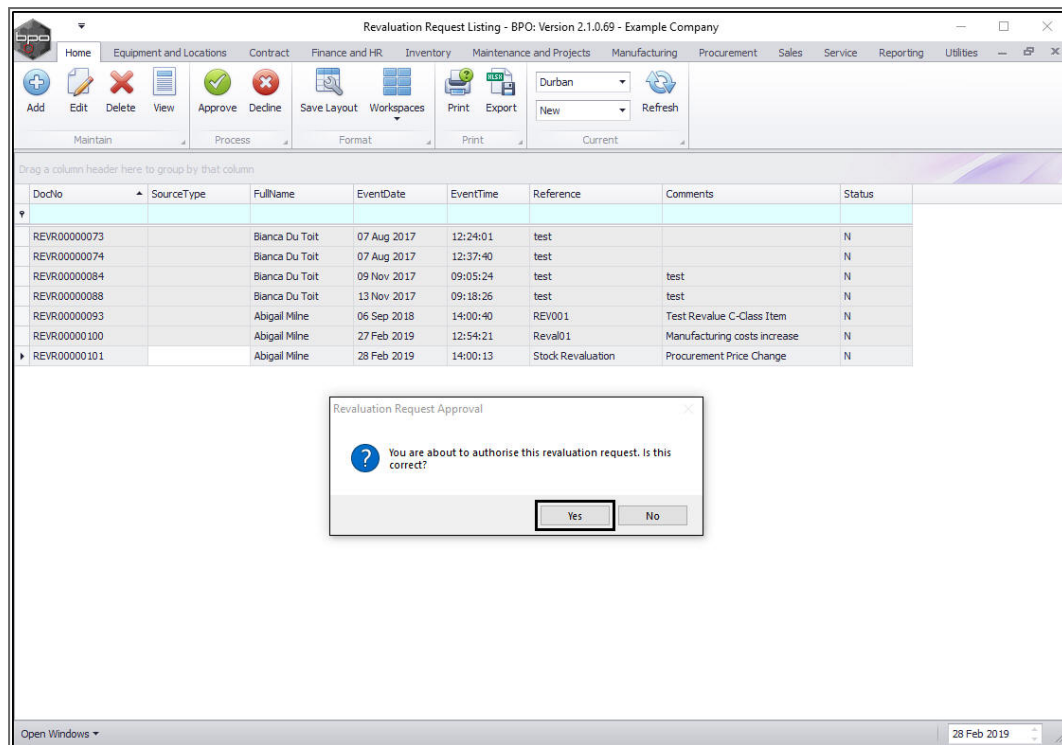 Revaluation Request Listing - BPO: Version 2.1.0.69 - Example Company
bpo
Home Equipment and Locations Contract Finance and HR Inventory Maintenance and Projects Manufacturing Procurement Sales Service Reporting Utilities
Add Edit Delete View Approve Decline Save Layout Workspaces Print Export Durban New Refresh
Maintain Process Format Print Current
Drag a column header here to group by that column
DocNo SourceType FullName EventDate EventTime Reference Comments Status
REVR00000073 Bianca Du Toit 07 Aug 2017 12:24:01 test N
REVR00000074 Bianca Du Toit 07 Aug 2017 12:37:40 test N
REVR00000084 Bianca Du Toit 09 Nov 2017 09:05:24 test test N
REVR00000088 Bianca Du Toit 13 Nov 2017 09:18:26 test test N
REVR00000093 Abigail Milne 06 Sep 2018 14:00:40 REV001 Test Revalue C-Class Item N
REVR00000100 Abigail Milne 27 Feb 2019 12:54:21 Reval01 Manufacturing costs increase N
REVR00000101 Abigail Milne 28 Feb 2019 14:00:13 Stock Revaluation Procurement Price Change N
Revaluation Request Approval
You are about to authorise this revaluation request. Is this
correct?
Yes No
Open Windows 28 Feb 2019